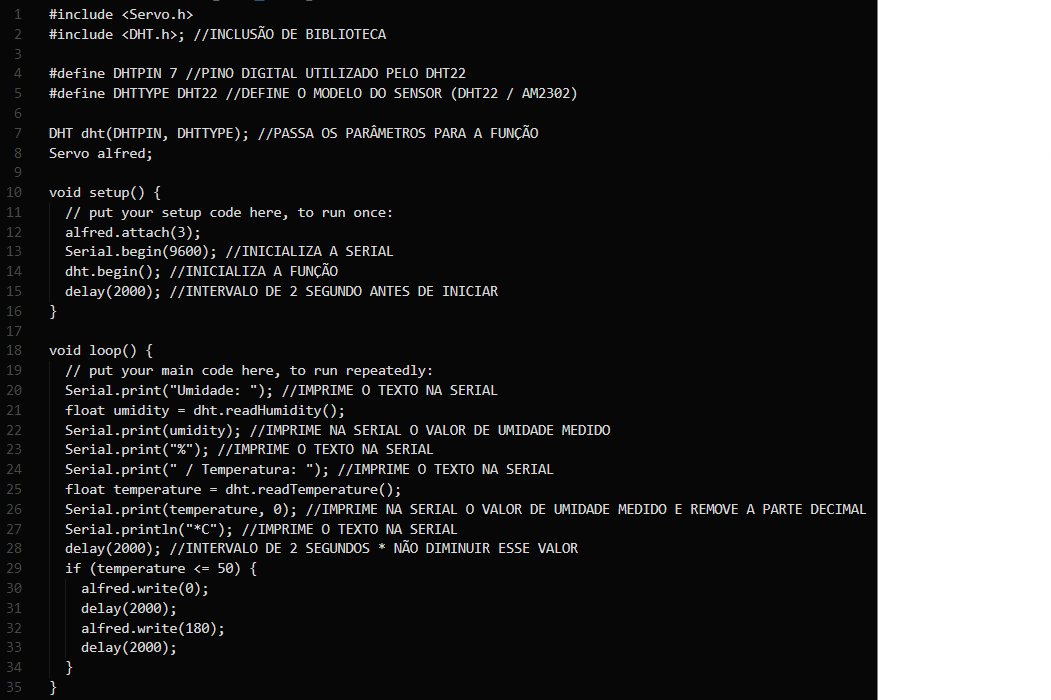 1 #include <Servo.h>
2 #include <DHT.h>; //INCLUSÃO DE BIBLIOTECA
3
4 #define DHTPIN 7 //PINO DIGITAL UTILIZADO PELO DHT22
5 #define DHTTYPE DHT22 //DEFINE O MODELO DO SENSOR (DHT22 / AM2302)
6
7 DHT dht(DHTPIN, DHTTYPE); //PASSA OS PARÂMETROS PARA A FUNÇÃO
8 Servo alfred;
9
10 void setup() {
11 // put your setup code here, to run once:
12 alfred.attach(3);
13 Serial.begin(9600); //INICIALIZA A SERIAL
14 dht.begin(); //INICIALIZA A FUNÇÃO
15 delay(2000); //INTERVALO DE 2 SEGUNDO ANTES DE INICIAR
16 }
17
18 void loop() {
19 // put your main code here, to run repeatedly:
20 Serial.print("Umidade: "); //IMPRIME O TEXTO NA SERIAL
21 float umidity = dht.readHumidity();
22 Serial.print(umidity); //IMPRIME NA SERIAL O VALOR DE UMIDADE MEDIDO
23 Serial.print("%"); //IMPRIME O TEXTO NA SERIAL
24 Serial.print(" / Temperatura: "); //IMPRIME O TEXTO NA SERIAL
25 float temperature = dht.readTemperature();
26 Serial.print(temperature, 0); //IMPRIME NA SERIAL O VALOR DE UMIDADE MEDIDO E REMOVE A PARTE DECIMAL
27 Serial.println("*C"); //IMPRIME O TEXTO NA SERIAL
28 delay(2000); //INTERVALO DE 2 SEGUNDOS * NÃO DIMINUIR ESSE VALOR
29 if (temperature <= 50) {
30 alfred.write(0);
31 delay(2000);
32 alfred.write(180);
33 delay(2000);
34 }
35 }